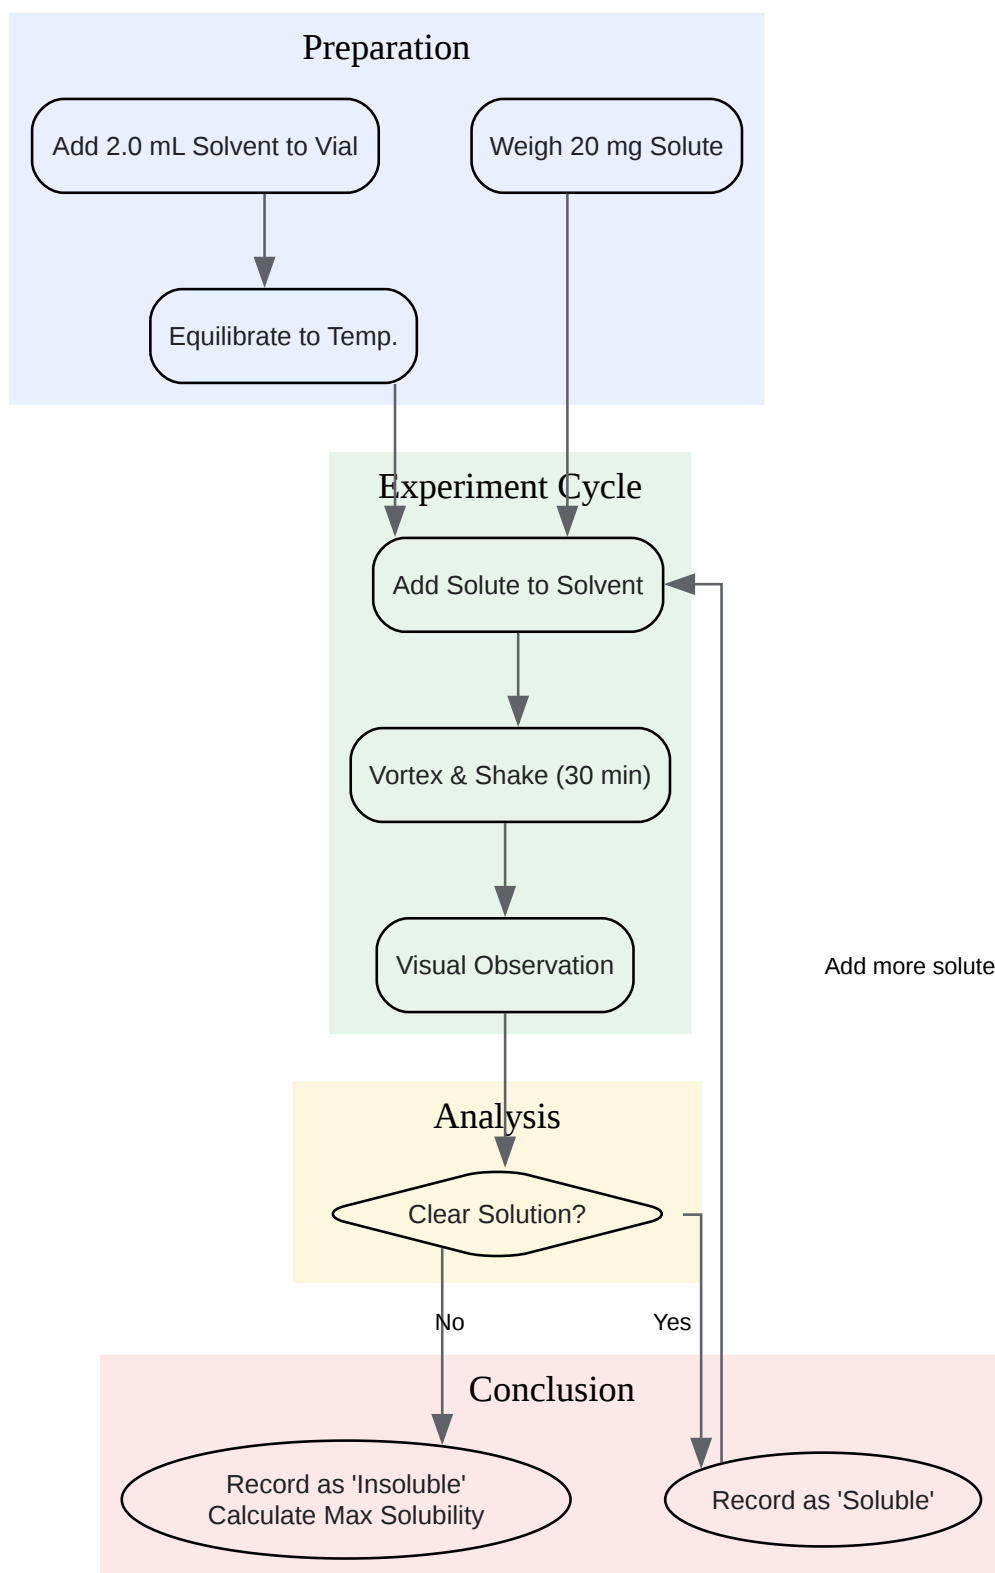 Preparation
Add 2.0 mL Solvent to Vial
Weigh 20 mg Solute
Equilibrate to Temp.
Experiment Cycle
Add Solute to Solvent
Vortex & Shake (30 min)
Visual Observation
Add more solute
Analysis
Clear Solution?
No
Yes
Conclusion
Record as 'Insoluble'
Calculate Max Solubility
Record as 'Soluble'